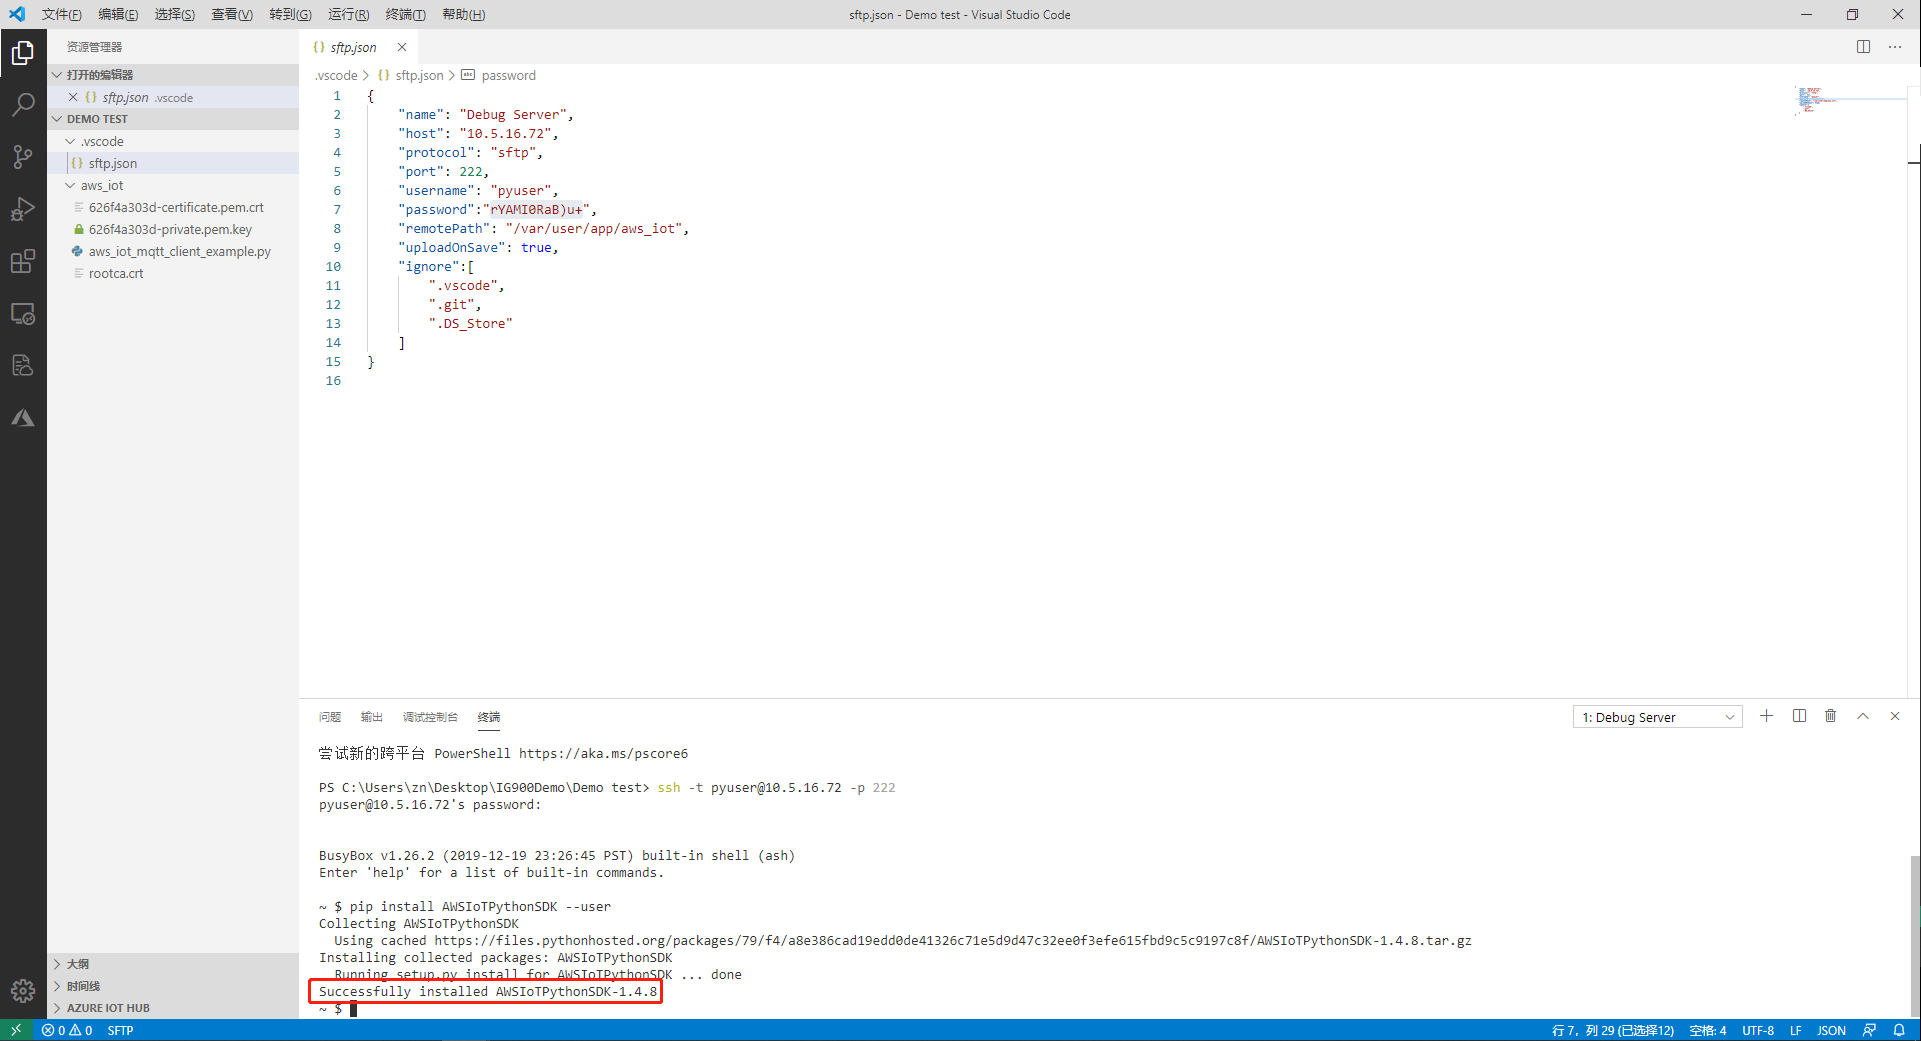 文件(F) 编辑(E) 选择(S) 查看(V) 转到(G) 运行(R) 终端(T) 帮助(H)
sftp.json - Demo test - Visual Studio Code
资源管理器
打开的编辑器
sftp.json .vscode
DEMO TEST
.vscode
sftp.json
aws_iot
626f4a303d-certificate.pem.crt
626f4a303d-private.pem.key
aws_iot_mqtt_client_example.py
rootca.crt
大纲
时间线
AZURE IOT HUB
{} sftp.json
.vscode > {} sftp.json > password
1 {
2 "name": "Debug Server",
3 "host": "10.5.16.72",
4 "protocol": "sftp",
5 "port": 222,
6 "username": "pyuser",
7 "password":"rYAMI0RaB)u+",
8 "remotePath": "/var/user/app/aws_iot",
9 "uploadOnSave": true,
10 "ignore":[
11 ".vscode",
12 ".git",
13 ".DS_Store"
14 ]
15 }
16
问题 输出 调试控制台 终端
1: Debug Server
尝试新的跨平台 PowerShell https://aka.ms/pscore6
PS C:\Users\zn\Desktop\IG900Demo\Demo test> ssh -t pyuser@10.5.16.72 -p 222
pyuser@10.5.16.72's password:
BusyBox v1.26.2 (2019-12-19 23:26:45 PST) built-in shell (ash)
Enter 'help' for a list of built-in commands.
~ $ pip install AWSIoTPythonSDK --user
Collecting AWSIoTPythonSDK
Using cached https://files.pythonhosted.org/packages/79/f4/a8e386cad19edd0de41326c71e5d9d47c32ee0f3efe615fbd9c5c9197c8f/AWSIoTPythonSDK-1.4.8.tar.gz
Installing collected packages: AWSIoTPythonSDK
Running setup.py install for AWSIoTPythonSDK ... done
Successfully installed AWSIoTPythonSDK-1.4.8
~ $
0 0 SFTP
行 7，列 29 (已选择12) 空格: 4 UTF-8 LF JSON